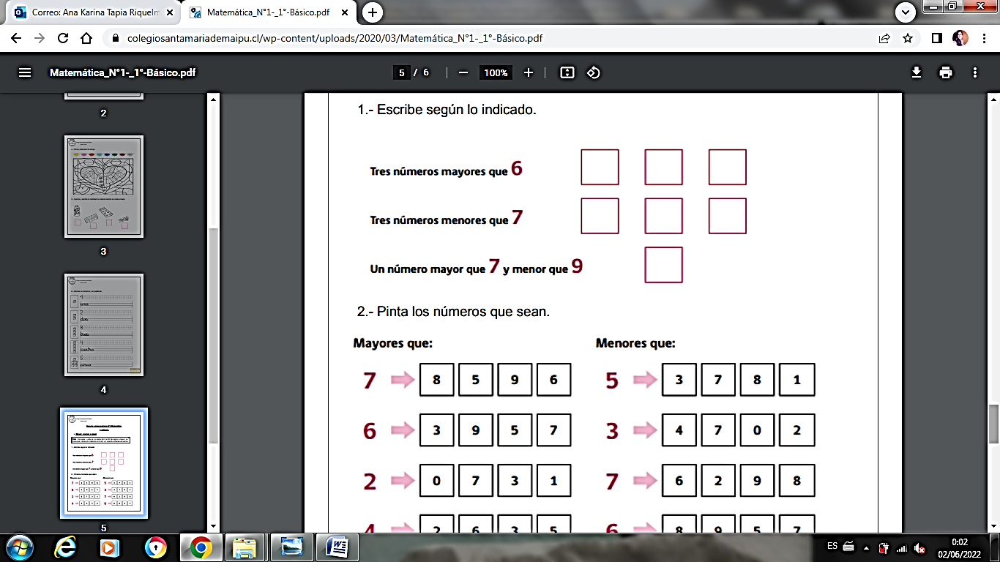 Correo: Ana Karina Tapia Riquelm
Matemática_N°1-_1°-Básico.pdf
colegiosantamariademaipu.cl/wp-content/uploads/2020/03/Matemática_N°1-_1°-Básico.pdf
Matemática_N°1-_1°-Básico.pdf
5 / 6
100%
2
3
4
5
1.- Escribe según lo indicado.
Tres números mayores que 6
Tres números menores que 7
Un número mayor que 7 y menor que 9
2.- Pinta los números que sean.
Mayores que: Menores que:
7 8 5 9 6 5 3 7 8 1
6 3 9 5 7 3 4 7 0 2
2 0 7 3 1 7 6 2 9 8
4 2 6 3 5 6 8 9 5 7
ES
0:02
02/06/2022